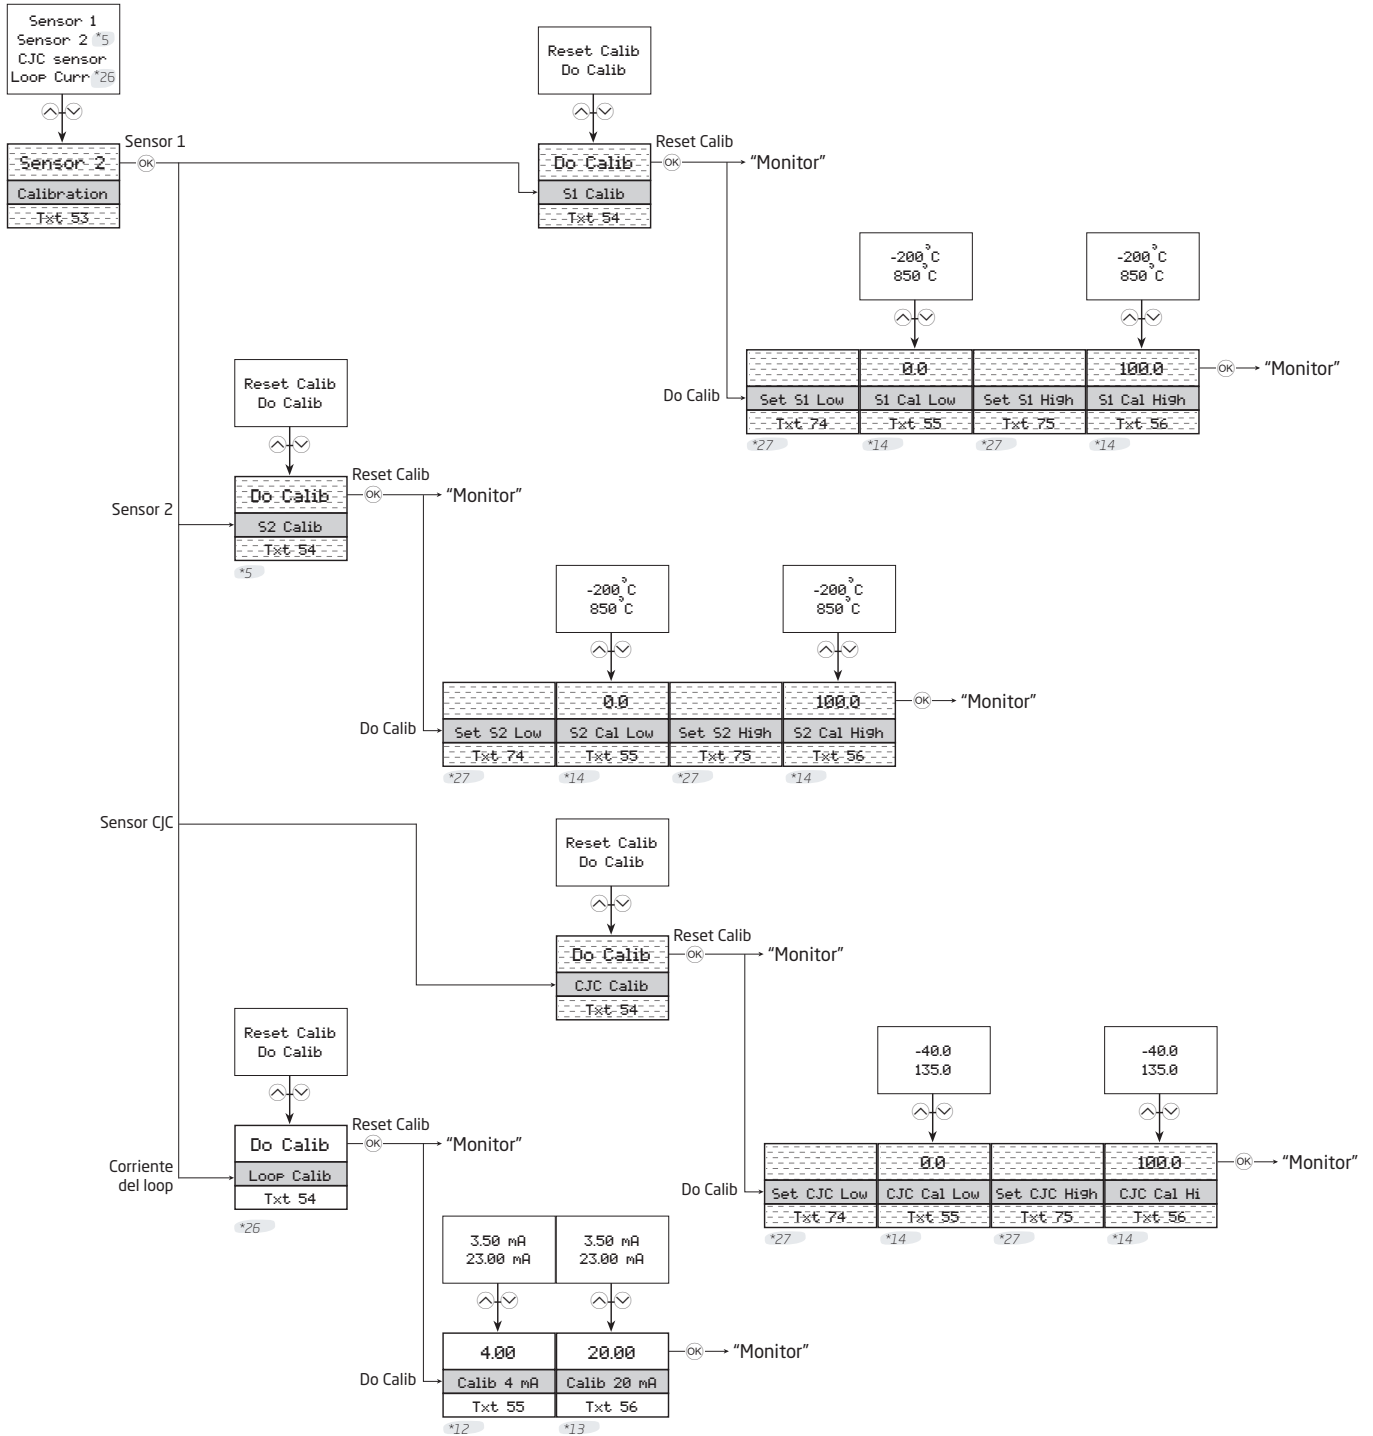 Sensor 1
Sensor 2 *5
CJC sensor
Loop Curr *26
Sensor 2
Calibration
Txt 53
OK
Sensor 1
Reset Calib
Do Calib
Do Calib
S1 Calib
Txt 54
Reset Calib
OK
“Monitor”
-200°C
850°C
-200°C
850°C
Do Calib
0.0
100.0
OK
“Monitor”
Set S1 Low
S1 Cal Low
Set S1 High
S1 Cal High
Txt 74
Txt 55
Txt 75
Txt 56
*27
*14
*27
*14
Sensor 2
Reset Calib
Do Calib
Do Calib
S2 Calib
Txt 54
*5
Reset Calib
OK
“Monitor”
-200°C
850°C
-200°C
850°C
Do Calib
0.0
100.0
OK
“Monitor”
Set S2 Low
S2 Cal Low
Set S2 High
S2 Cal High
Txt 74
Txt 55
Txt 75
Txt 56
*27
*14
*27
*14
Sensor CJC
Reset Calib
Do Calib
Do Calib
CJC Calib
Txt 54
Reset Calib
OK
“Monitor”
-40.0
135.0
-40.0
135.0
Do Calib
0.0
100.0
OK
“Monitor”
Set CJC Low
CJC Cal Low
Set CJC High
CJC Cal Hi
Txt 74
Txt 55
Txt 75
Txt 56
*27
*14
*27
*14
Corriente
del loop
Reset Calib
Do Calib
Do Calib
Loop Calib
Txt 54
*26
Reset Calib
OK
“Monitor”
3.50 mA
23.00 mA
3.50 mA
23.00 mA
Do Calib
4.00
20.00
OK
“Monitor”
Calib 4 mA
Calib 20 mA
Txt 55
Txt 56
*12
*13